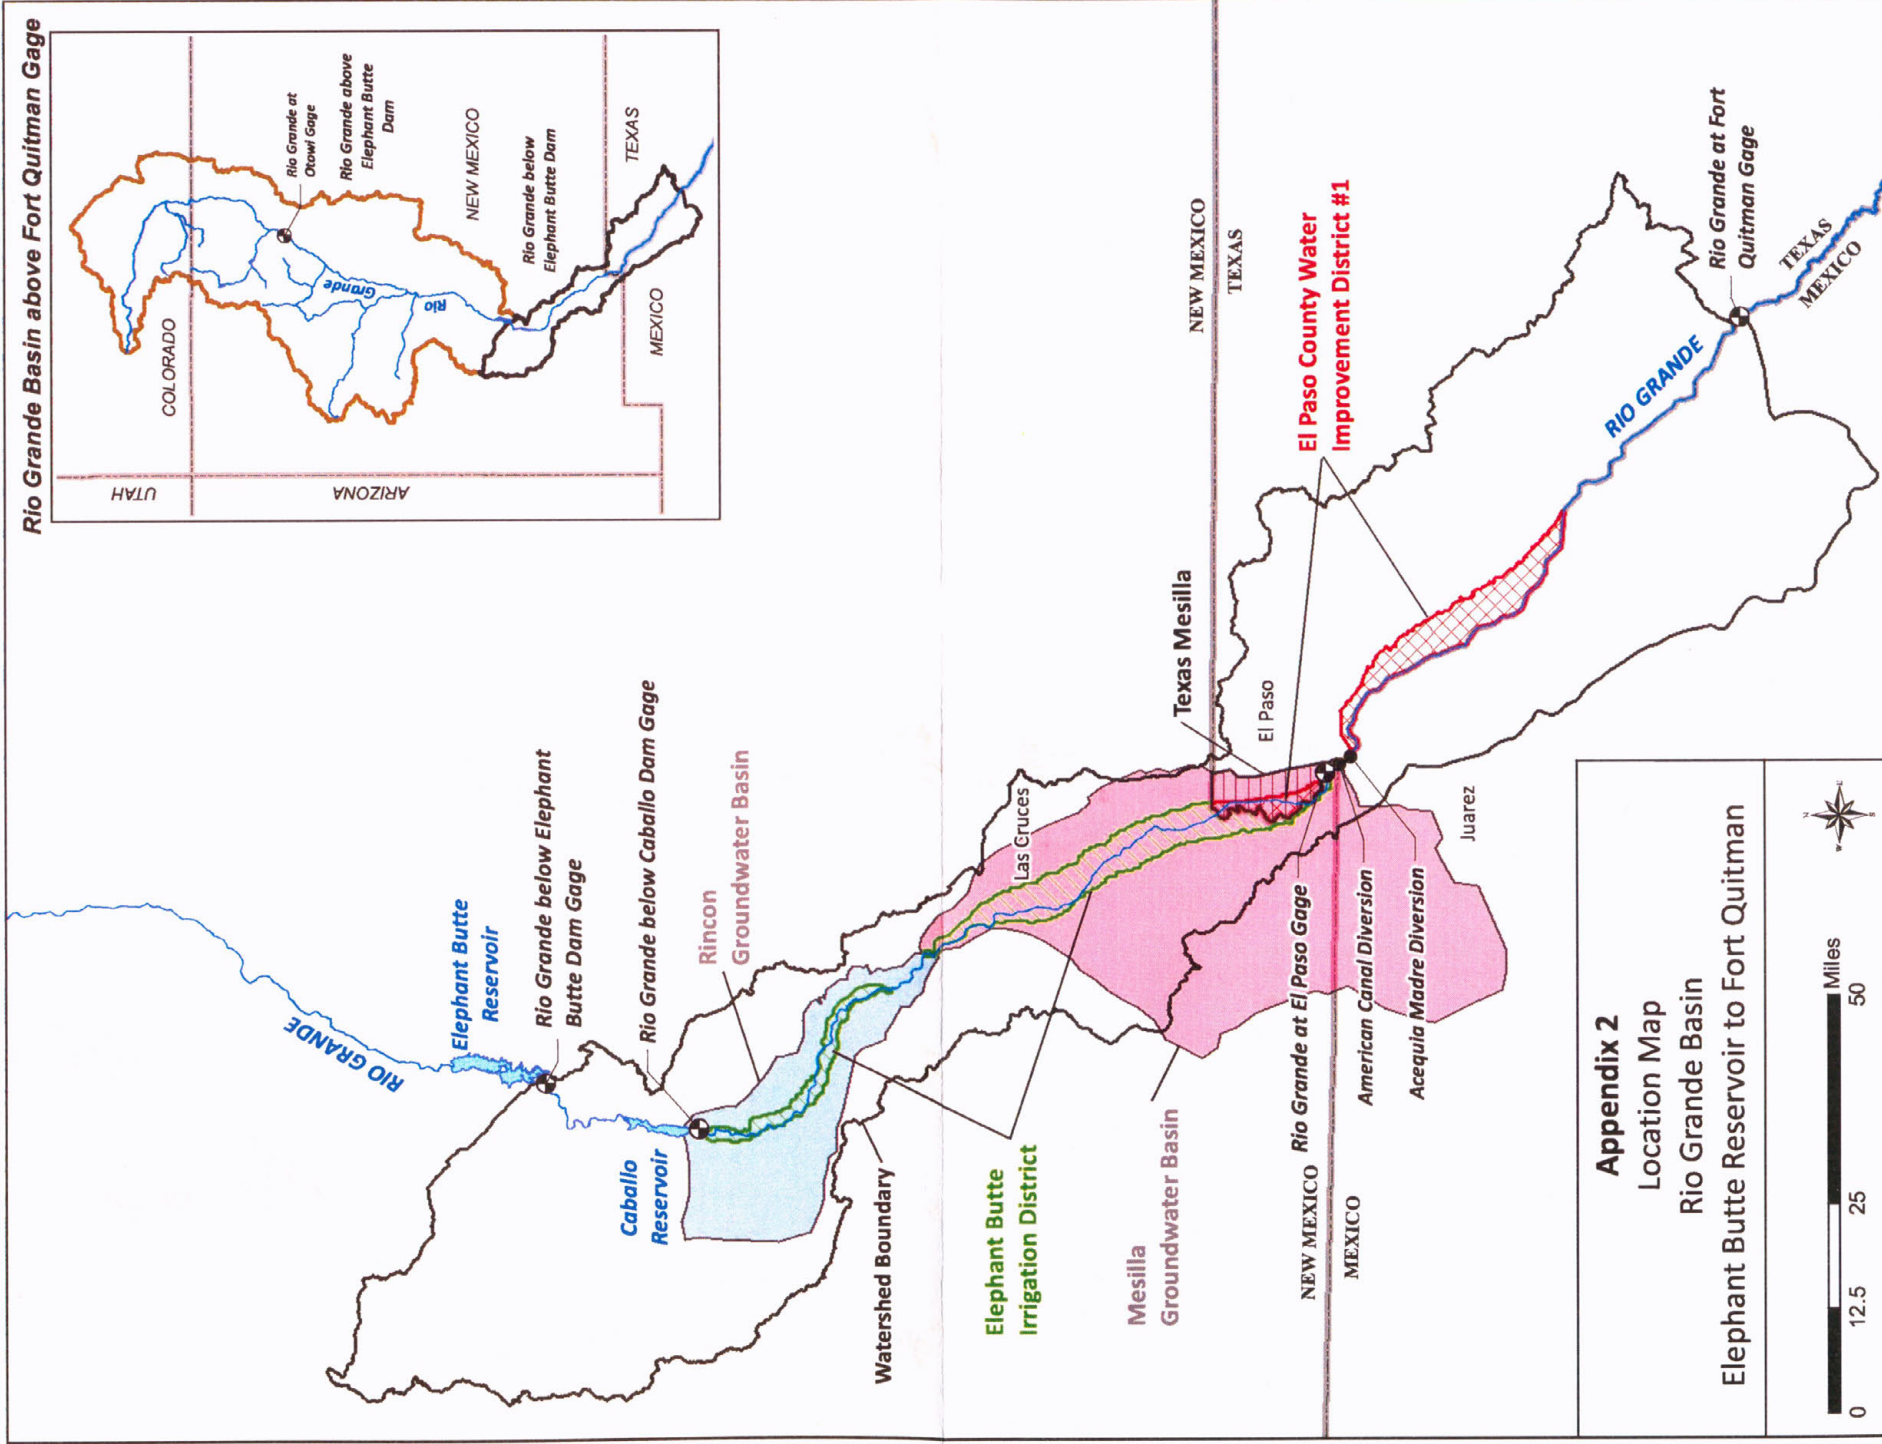 Rio Grande Basin above Fort Quitman Gage
UTAH
COLORADO
ARIZONA
NEW MEXICO
Rio Grande at
Otowi Gage
Rio Grande above
Elephant Butte
Dam
Rio
Grande
Rio Grande below
Elephant Butte Dam
TEXAS
MEXICO
RIO GRANDE
Elephant Butte
Reservoir
Rio Grande below Elephant
Butte Dam Gage
Caballo
Reservoir
Rio Grande below Caballo Dam Gage
Rincon
Groundwater Basin
Watershed Boundary
Elephant Butte
Irrigation District
Las Cruces
Mesilla
Groundwater Basin
Texas Mesilla
NEW MEXICO
TEXAS
El Paso
El Paso County Water
Improvement District #1
Rio Grande at El Paso Gage
NEW MEXICO
MEXICO
American Canal Diversion
Acequia Madre Diversion
Juarez
RIO GRANDE
Rio Grande at Fort
Quitman Gage
TEXAS
MEXICO
Appendix 2
Location Map
Rio Grande Basin
Elephant Butte Reservoir to Fort Quitman
N
W
E
S
0 12.5 25 50
Miles